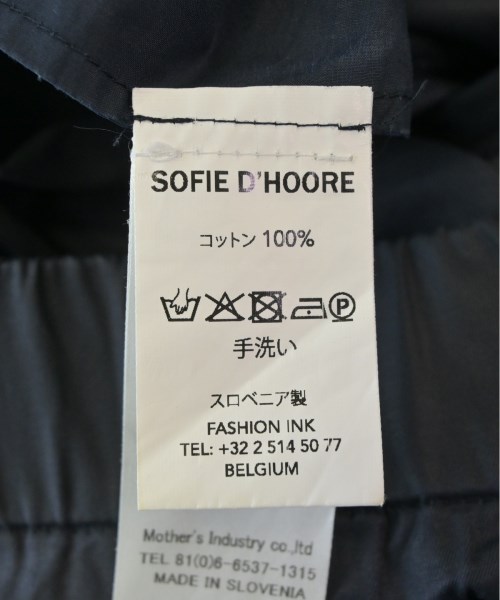 SOFIE D'HOORE
コットン 100%
P
手洗い
スロベニア製
FASHION INK
TEL: +32 2 514 50 77
BELGIUM
Mother's Industry co.,ltd
TEL 81(0)6-6537-1315
MADE IN SLOVENIA